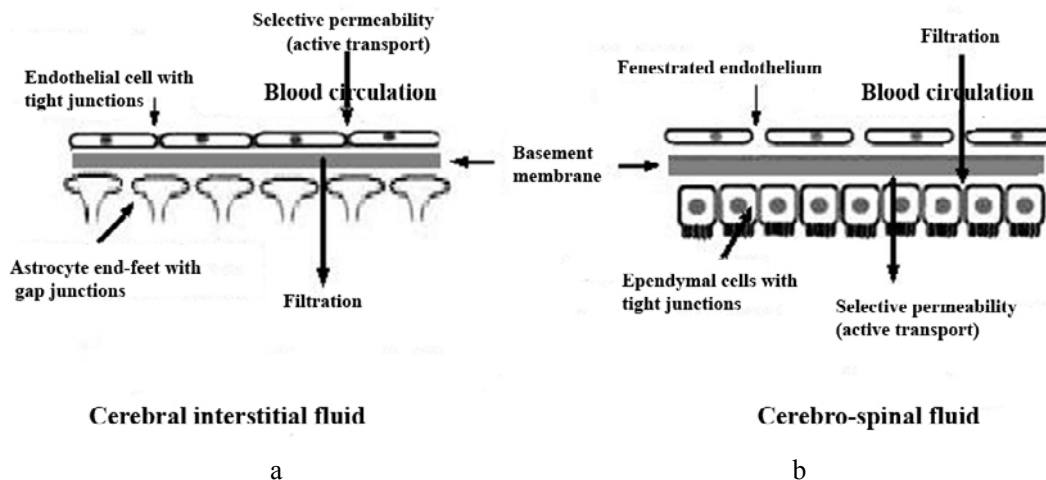 Selective permeability
(active transport)
Endothelial cell with
tight junctions
Blood circulation
Astrocyte end-feet with
gap junctions
Filtration
Cerebral interstitial fluid
a
Basement
membrane
Filtration
Fenestrated endothelium
Blood circulation
Ependymal cells with
tight junctions
Selective permeability
(active transport)
Cerebro-spinal fluid
b